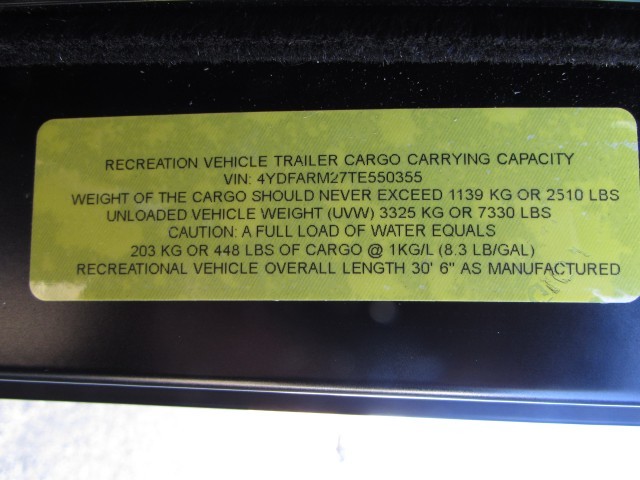 RECREATION VEHICLE TRAILER CARGO CARRYING CAPACITY
VIN: 4YDFARM27TE550355
WEIGHT OF THE CARGO SHOULD NEVER EXCEED 1139 KG OR 2510 LBS
UNLOADED VEHICLE WEIGHT (UVW) 3325 KG OR 7330 LBS
CAUTION: A FULL LOAD OF WATER EQUALS
203 KG OR 448 LBS OF CARGO @ 1KG/L (8.3 LB/GAL)
RECREATIONAL VEHICLE OVERALL LENGTH 30' 6" AS MANUFACTURED